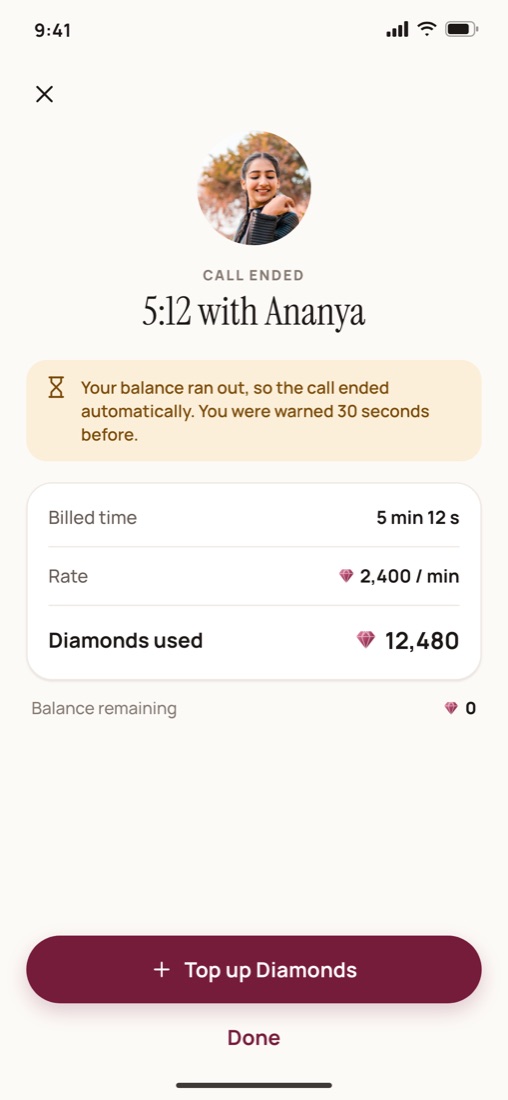 9:41
CALL ENDED
5:12 with Ananya
Your balance ran out, so the call ended
automatically. You were warned 30 seconds
before.
Billed time 5 min 12 s
Rate 2,400 / min
Diamonds used 12,480
Balance remaining 0
+ Top up Diamonds
Done